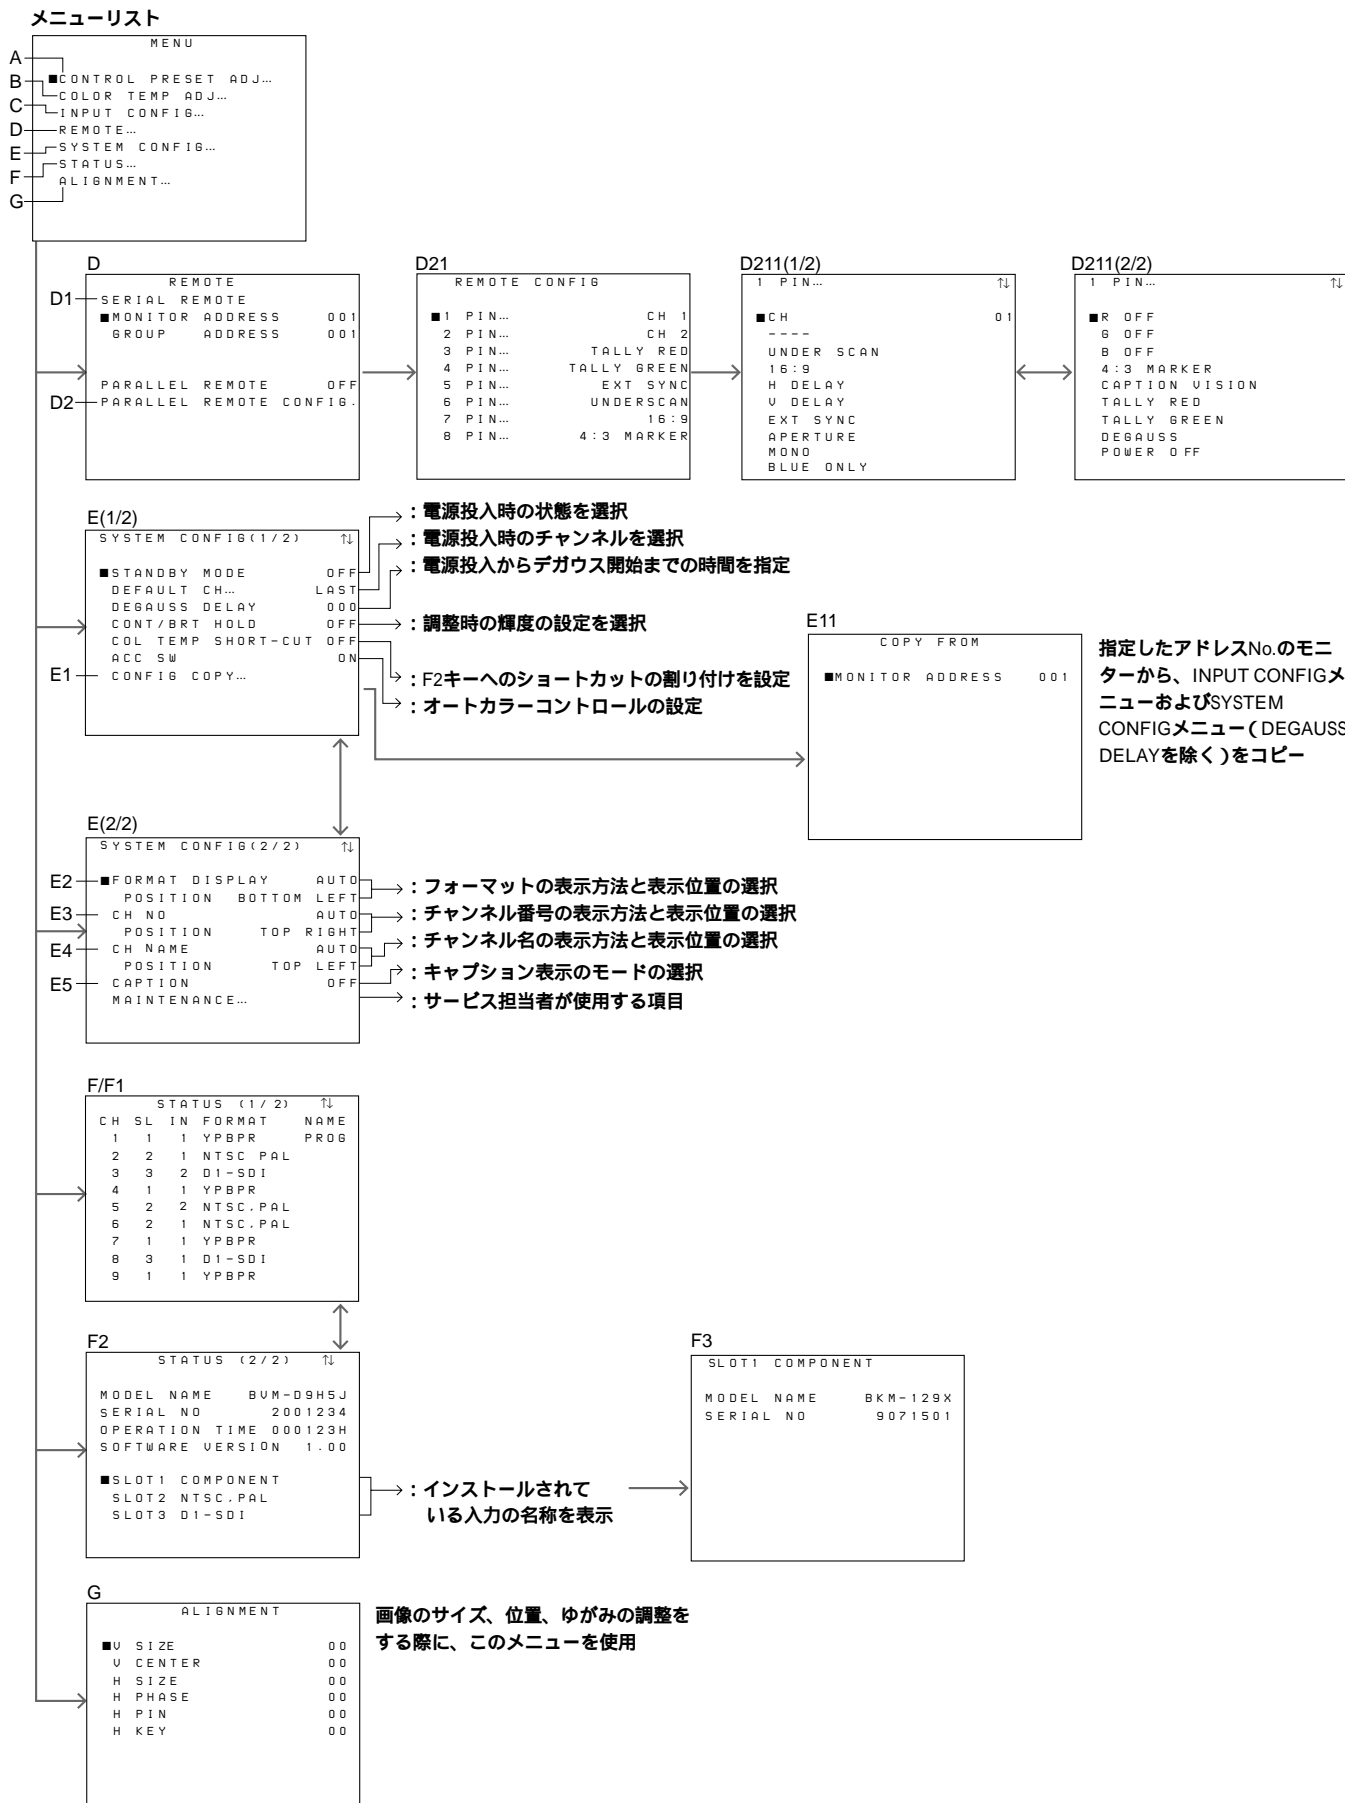 メニューリスト
MENU
A
■CONTROL PRESET ADJ…
B
COLOR TEMP ADJ…
C
INPUT CONFIG…
D
REMOTE…
E
SYSTEM CONFIG…
F
STATUS…
G
ALIGNMENT…
D
REMOTE
D1
SERIAL REMOTE
■MONITOR ADDRESS 001
GROUP ADDRESS 001
PARALLEL REMOTE OFF
D2
PARALLEL REMOTE CONFIG.
D21
REMOTE CONFIG
■1 PIN… CH 1
2 PIN… CH 2
3 PIN… TALLY RED
4 PIN… TALLY GREEN
5 PIN… EXT SYNC
6 PIN… UNDERSCAN
7 PIN… 16:9
8 PIN… 4:3 MARKER
D211(1/2)
1 PIN… ↑↓
■CH 01
----
UNDER SCAN
16:9
H DELAY
V DELAY
EXT SYNC
APERTURE
MONO
BLUE ONLY
D211(2/2)
1 PIN… ↑↓
■R OFF
G OFF
B OFF
4:3 MARKER
CAPTION VISION
TALLY RED
TALLY GREEN
DEGAUSS
POWER OFF
E(1/2)
SYSTEM CONFIG(1/2) ↑↓
■STANDBY MODE OFF
DEFAULT CH… LAST
DEGAUSS DELAY 000
CONT/BRT HOLD OFF
COL TEMP SHORT-CUT OFF
ACC SW ON
E1
CONFIG COPY…
：電源投入時の状態を選択
：電源投入時のチャンネルを選択
：電源投入からデガウス開始までの時間を指定
：調整時の輝度の設定を選択
：F2キーへのショートカットの割り付けを設定
：オートカラーコントロールの設定
E11
COPY FROM
■MONITOR ADDRESS 001
指定したアドレスNo.のモニ
ターから、INPUT CONFIGメ
ニューおよびSYSTEM
CONFIGメニュー（DEGAUSS
DELAYを除く）をコピー
E(2/2)
SYSTEM CONFIG(2/2) ↑↓
E2
■FORMAT DISPLAY AUTO
POSITION BOTTOM LEFT
E3
CH NO AUTO
POSITION TOP RIGHT
E4
CH NAME AUTO
POSITION TOP LEFT
E5
CAPTION OFF
MAINTENANCE…
：フォーマットの表示方法と表示位置の選択
：チャンネル番号の表示方法と表示位置の選択
：チャンネル名の表示方法と表示位置の選択
：キャプション表示のモードの選択
：サービス担当者が使用する項目
F/F1
STATUS (1/2) ↑↓
CH SL IN FORMAT NAME
1 1 1 YPBPR PROG
2 2 1 NTSC PAL
3 3 2 D1-SDI
4 1 1 YPBPR
5 2 2 NTSC,PAL
6 2 1 NTSC,PAL
7 1 1 YPBPR
8 3 1 D1-SDI
9 1 1 YPBPR
F2
STATUS (2/2) ↑↓
MODEL NAME BVM-D9H5J
SERIAL NO 2001234
OPERATION TIME 000123H
SOFTWARE VERSION 1.00
■SLOT1 COMPONENT
SLOT2 NTSC,PAL
SLOT3 D1-SDI
：インストールされて
いる入力の名称を表示
F3
SLOT1 COMPONENT
MODEL NAME BKM-129X
SERIAL NO 9071501
G
ALIGNMENT
■V SIZE 00
V CENTER 00
H SIZE 00
H PHASE 00
H PIN 00
H KEY 00
画像のサイズ、位置、ゆがみの調整を
する際に、このメニューを使用